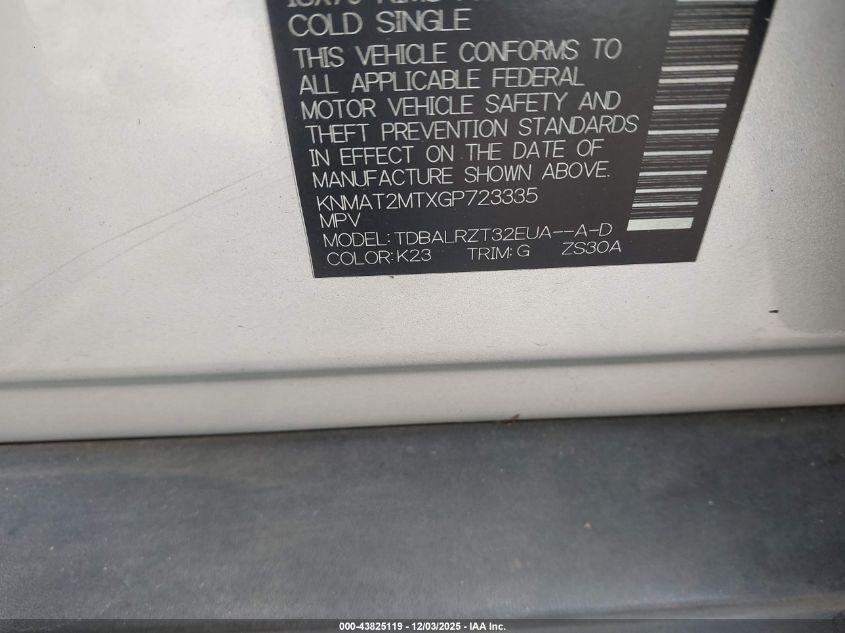 COLD SINGLE
THIS VEHICLE CONFORMS TO
ALL APPLICABLE FEDERAL
MOTOR VEHICLE SAFETY AND
THEFT PREVENTION STANDARDS
IN EFFECT ON THE DATE OF
MANUFACTURE SHOWN ABOVE.
KNMAT2MTXGP723335
MPV
MODEL: TDBALRZT32EUA--A-D
COLOR: K23 TRIM: G ZS30A
000-43825119 - 12/03/2025 - IAA Inc.